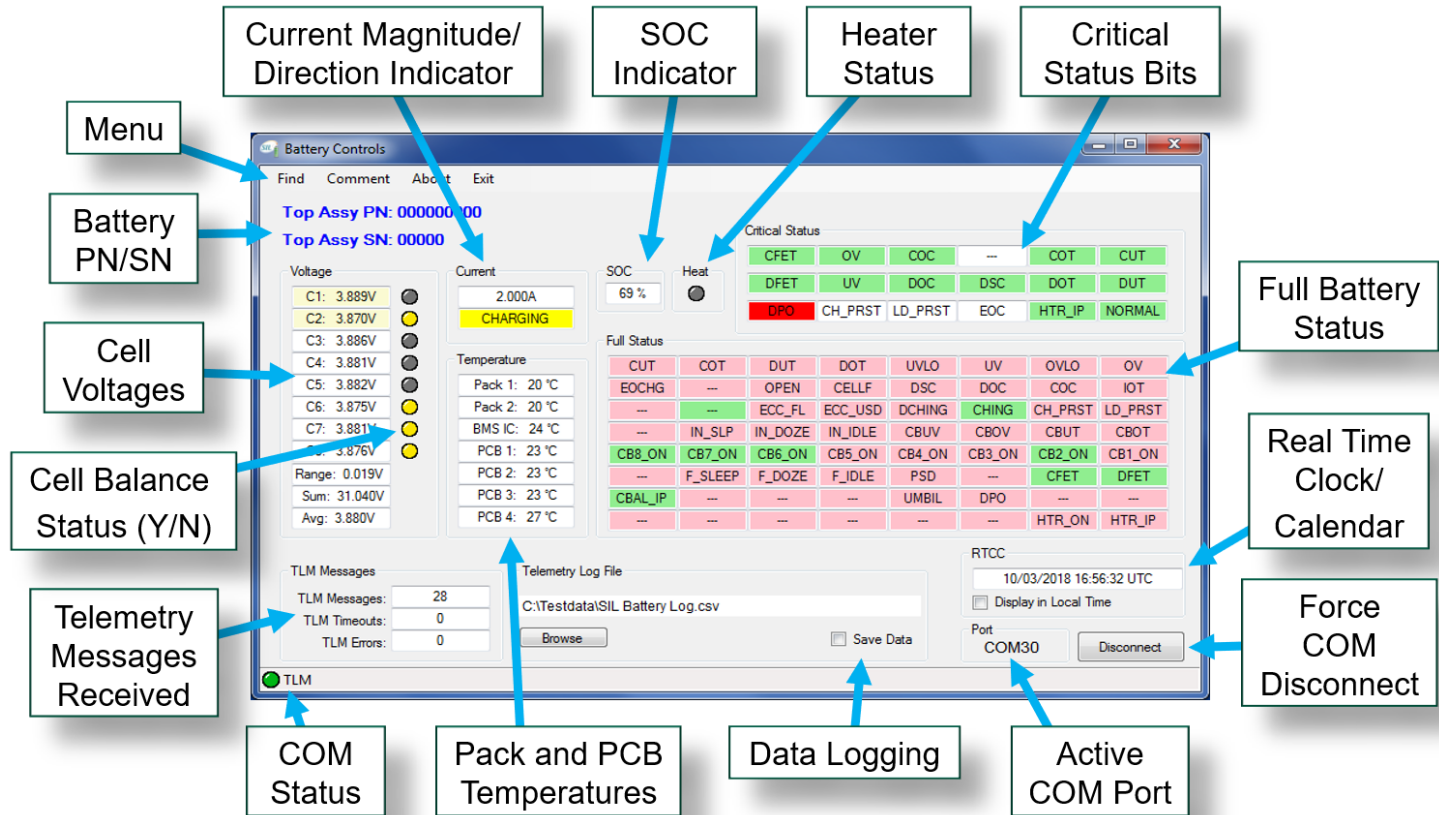 Current Magnitude/
Direction Indicator
SOC
Indicator
Heater
Status
Critical
Status Bits
Menu
Battery
PN/SN
Cell
Voltages
Cell Balance
Status (Y/N)
Telemetry
Messages
Received
Battery Controls
Find Comment About Exit
Top Assy PN: 000000000
Top Assy SN: 00000
Voltage
C1: 3.889V
C2: 3.870V
C3: 3.886V
C4: 3.881V
C5: 3.882V
C6: 3.875V
C7: 3.881V
3.876V
Range: 0.019V
Sum: 31.040V
Avg: 3.880V
Current
2.000A
CHARGING
Temperature
Pack 1: 20 °C
Pack 2: 20 °C
BMS IC: 24 °C
PCB 1: 23 °C
PCB 2: 23 °C
PCB 3: 23 °C
PCB 4: 27 °C
SOC
69 %
Heat
Critical Status
CFET OV COC --- COT CUT
DFET UV DOC DSC DOT DUT
DPO CH_PRST LD_PRST EOC HTR_IP NORMAL
Full Status
CUT COT DUT DOT UVLO UV OVLO OV
EOCHG --- OPEN CELLF DSC DOC COC IOT
--- --- ECC_FL ECC_USD DCHING CHING CH_PRST LD_PRST
--- IN_SLP IN_DOZE IN_IDLE CBUV CBOV CBUT CBOT
CB8_ON CB7_ON CB6_ON CB5_ON CB4_ON CB3_ON CB2_ON CB1_ON
--- F_SLEEP F_DOZE F_IDLE PSD --- CFET DFET
CBAL_IP --- --- --- UMBIL DPO --- ---
--- --- --- --- --- --- HTR_ON HTR_IP
TLM Messages
TLM Messages: 28
TLM Timeouts: 0
TLM Errors: 0
Telemetry Log File
C:\Testdata\SIL Battery Log.csv
Browse
Save Data
RTCC
10/03/2018 16:56:32 UTC
Display in Local Time
Port
COM30
Disconnect
TLM
Full Battery
Status
Real Time
Clock/
Calendar
Force
COM
Disconnect
COM
Status
Pack and PCB
Temperatures
Data Logging
Active
COM Port